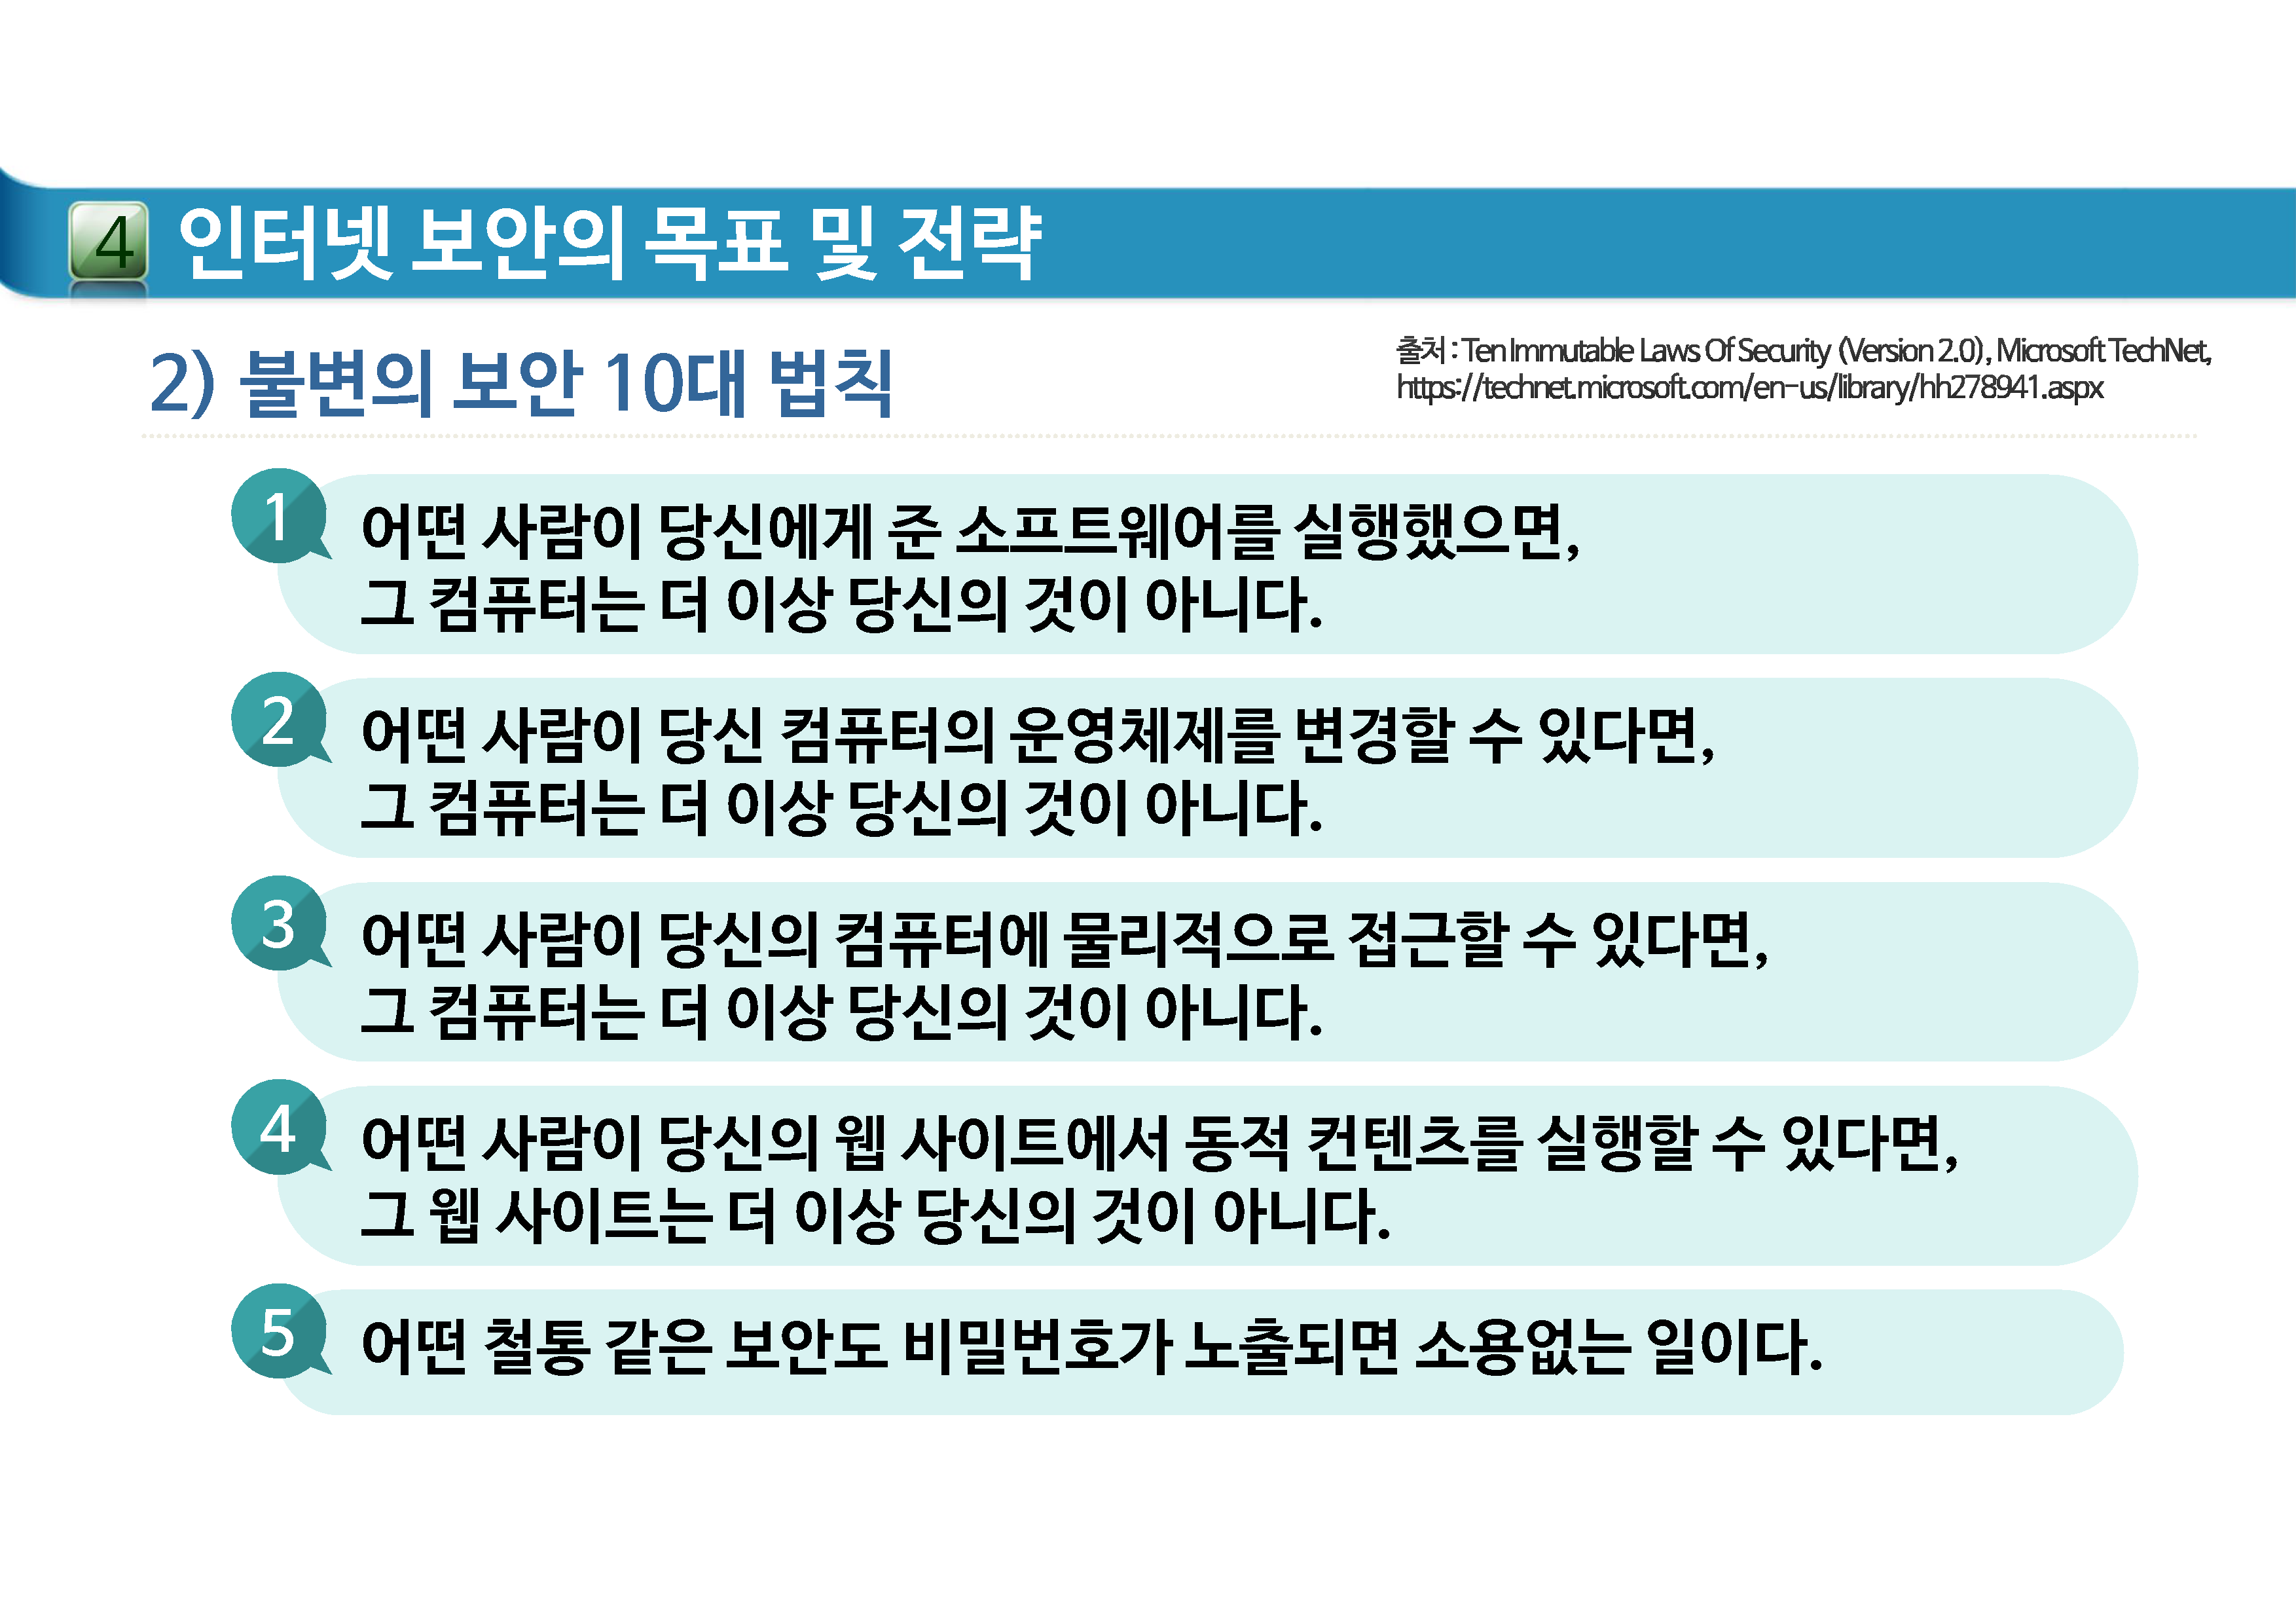 4 인터넷 보안의 목표 및 전략
2) 불변의 보안 10대 법칙
출처 : Ten Immutable Laws Of Security (Version 2.0), Microsoft TechNet,
https://technet.microsoft.com/en-us/library/hh278941.aspx
1 어떤 사람이 당신에게 준 소프트웨어를 실행했으면,
그 컴퓨터는 더 이상 당신의 것이 아니다.
2 어떤 사람이 당신 컴퓨터의 운영체제를 변경할 수 있다면,
그 컴퓨터는 더 이상 당신의 것이 아니다.
3 어떤 사람이 당신의 컴퓨터에 물리적으로 접근할 수 있다면,
그 컴퓨터는 더 이상 당신의 것이 아니다.
4 어떤 사람이 당신의 웹 사이트에서 동적 컨텐츠를 실행할 수 있다면,
그 웹 사이트는 더 이상 당신의 것이 아니다.
5 어떤 철통 같은 보안도 비밀번호가 노출되면 소용없는 일이다.